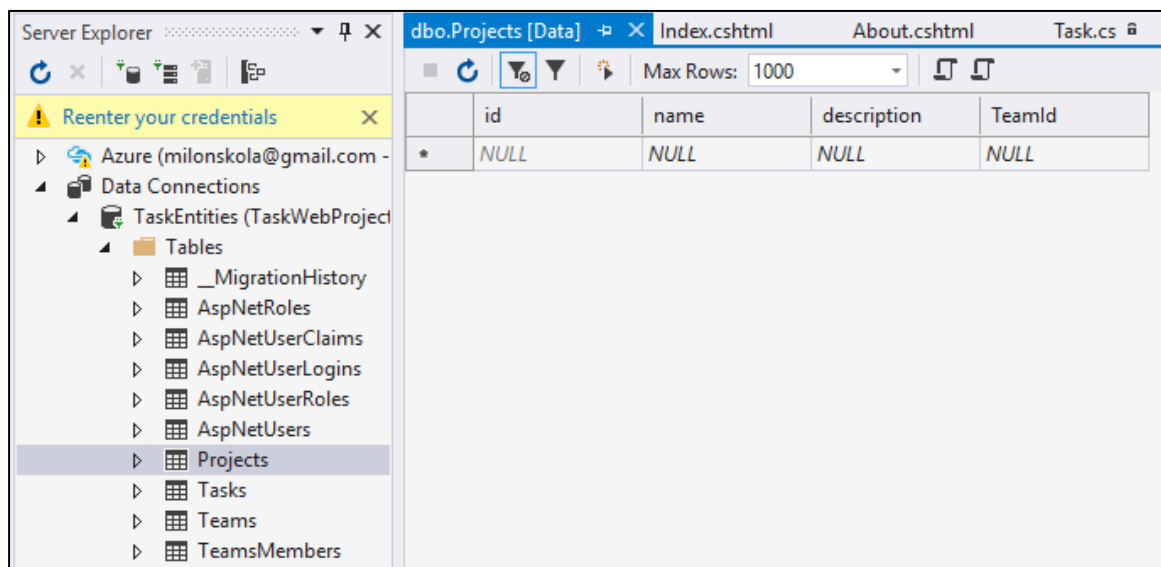 Server Explorer
Reenter your credentials
Azure (milonskola@gmail.com -
Data Connections
TaskEntities (TaskWebProject
Tables
__MigrationHistory
AspNetRoles
AspNetUserClaims
AspNetUserLogins
AspNetUserRoles
AspNetUsers
Projects
Tasks
Teams
TeamsMembers
dbo.Projects [Data] Index.cshtml About.cshtml Task.cs
Max Rows: 1000
id name description TeamId
NULL NULL NULL NULL